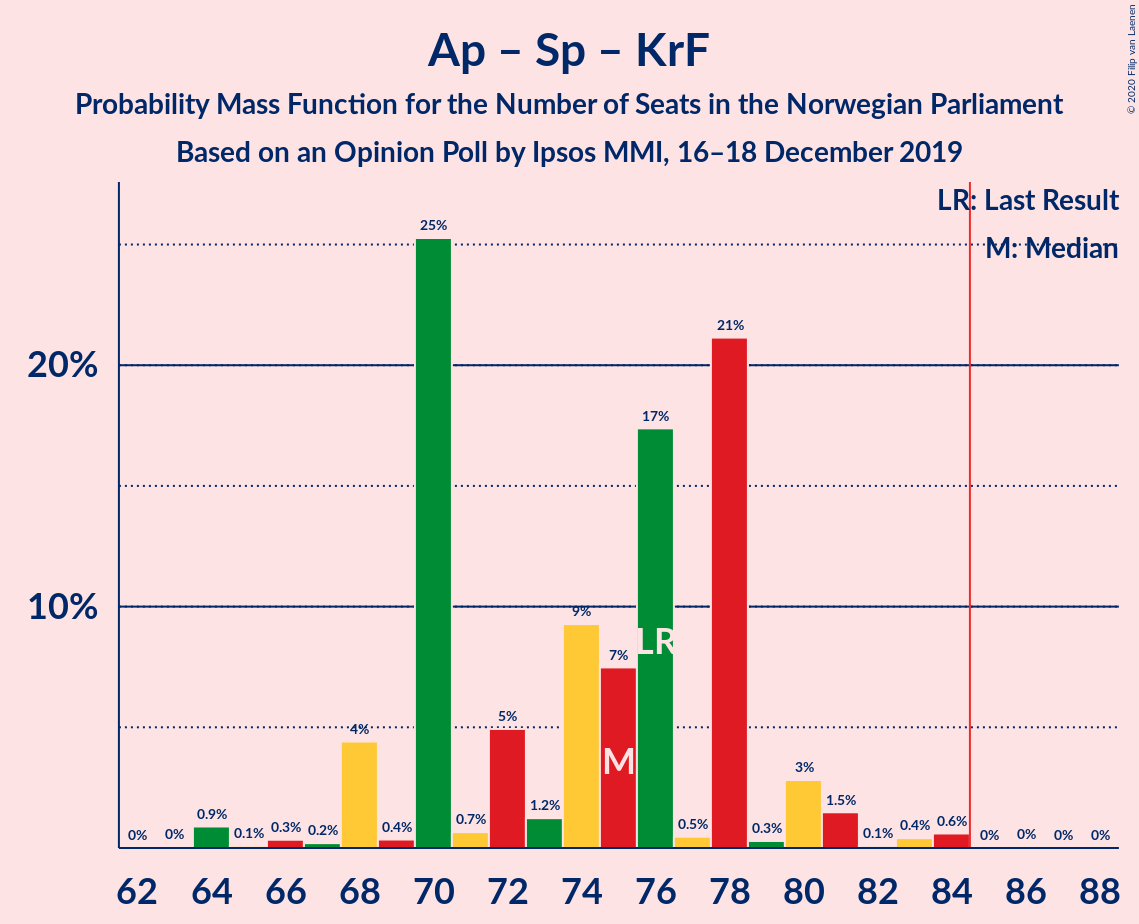 © 2020 Filip van Laenen
Ap – Sp – KrF
Probability Mass Function for the Number of Seats in the Norwegian Parliament
Based on an Opinion Poll by Ipsos MMI, 16–18 December 2019
LR: Last Result
M: Median
20%
10%
0% 0% 0.9% 0.1% 0.3% 0.2% 4% 0.4% 25% 0.7% 5% 1.2% 9% 7% 17% 0.5% 21% 0.3% 3% 1.5% 0.1% 0.4% 0.6% 0% 0% 0% 0%
LR
M
62 64 66 68 70 72 74 76 78 80 82 84 86 88